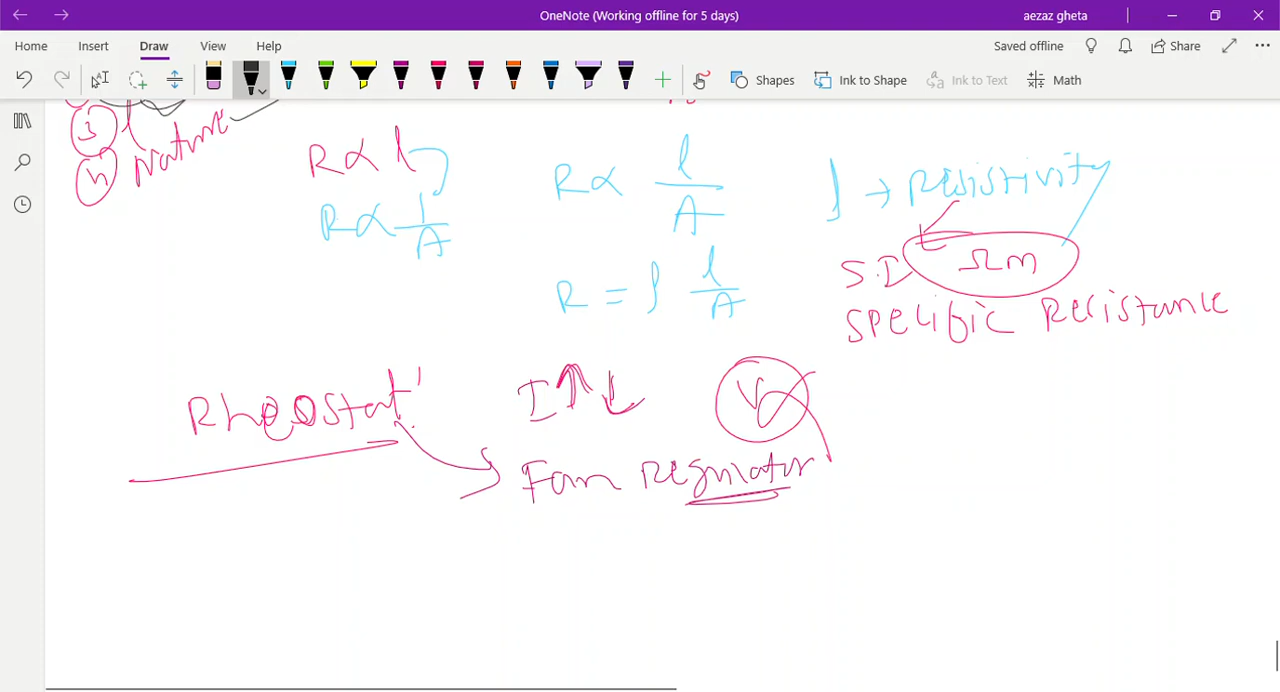 OneNote (Working offline for 5 days)
aezaz gheta
Home Insert Draw View Help
Saved offline
Share
Shapes
Ink to Shape
Ink to Text
Math
3 l
4 Nature
R ∝ l
R ∝ 1/A
R ∝ l/A
R = ρ l/A
ρ → Resistivity
S.I Ωm
Specific Resistance
Rheostat
I ↑ ↓
V
Fan Regulator